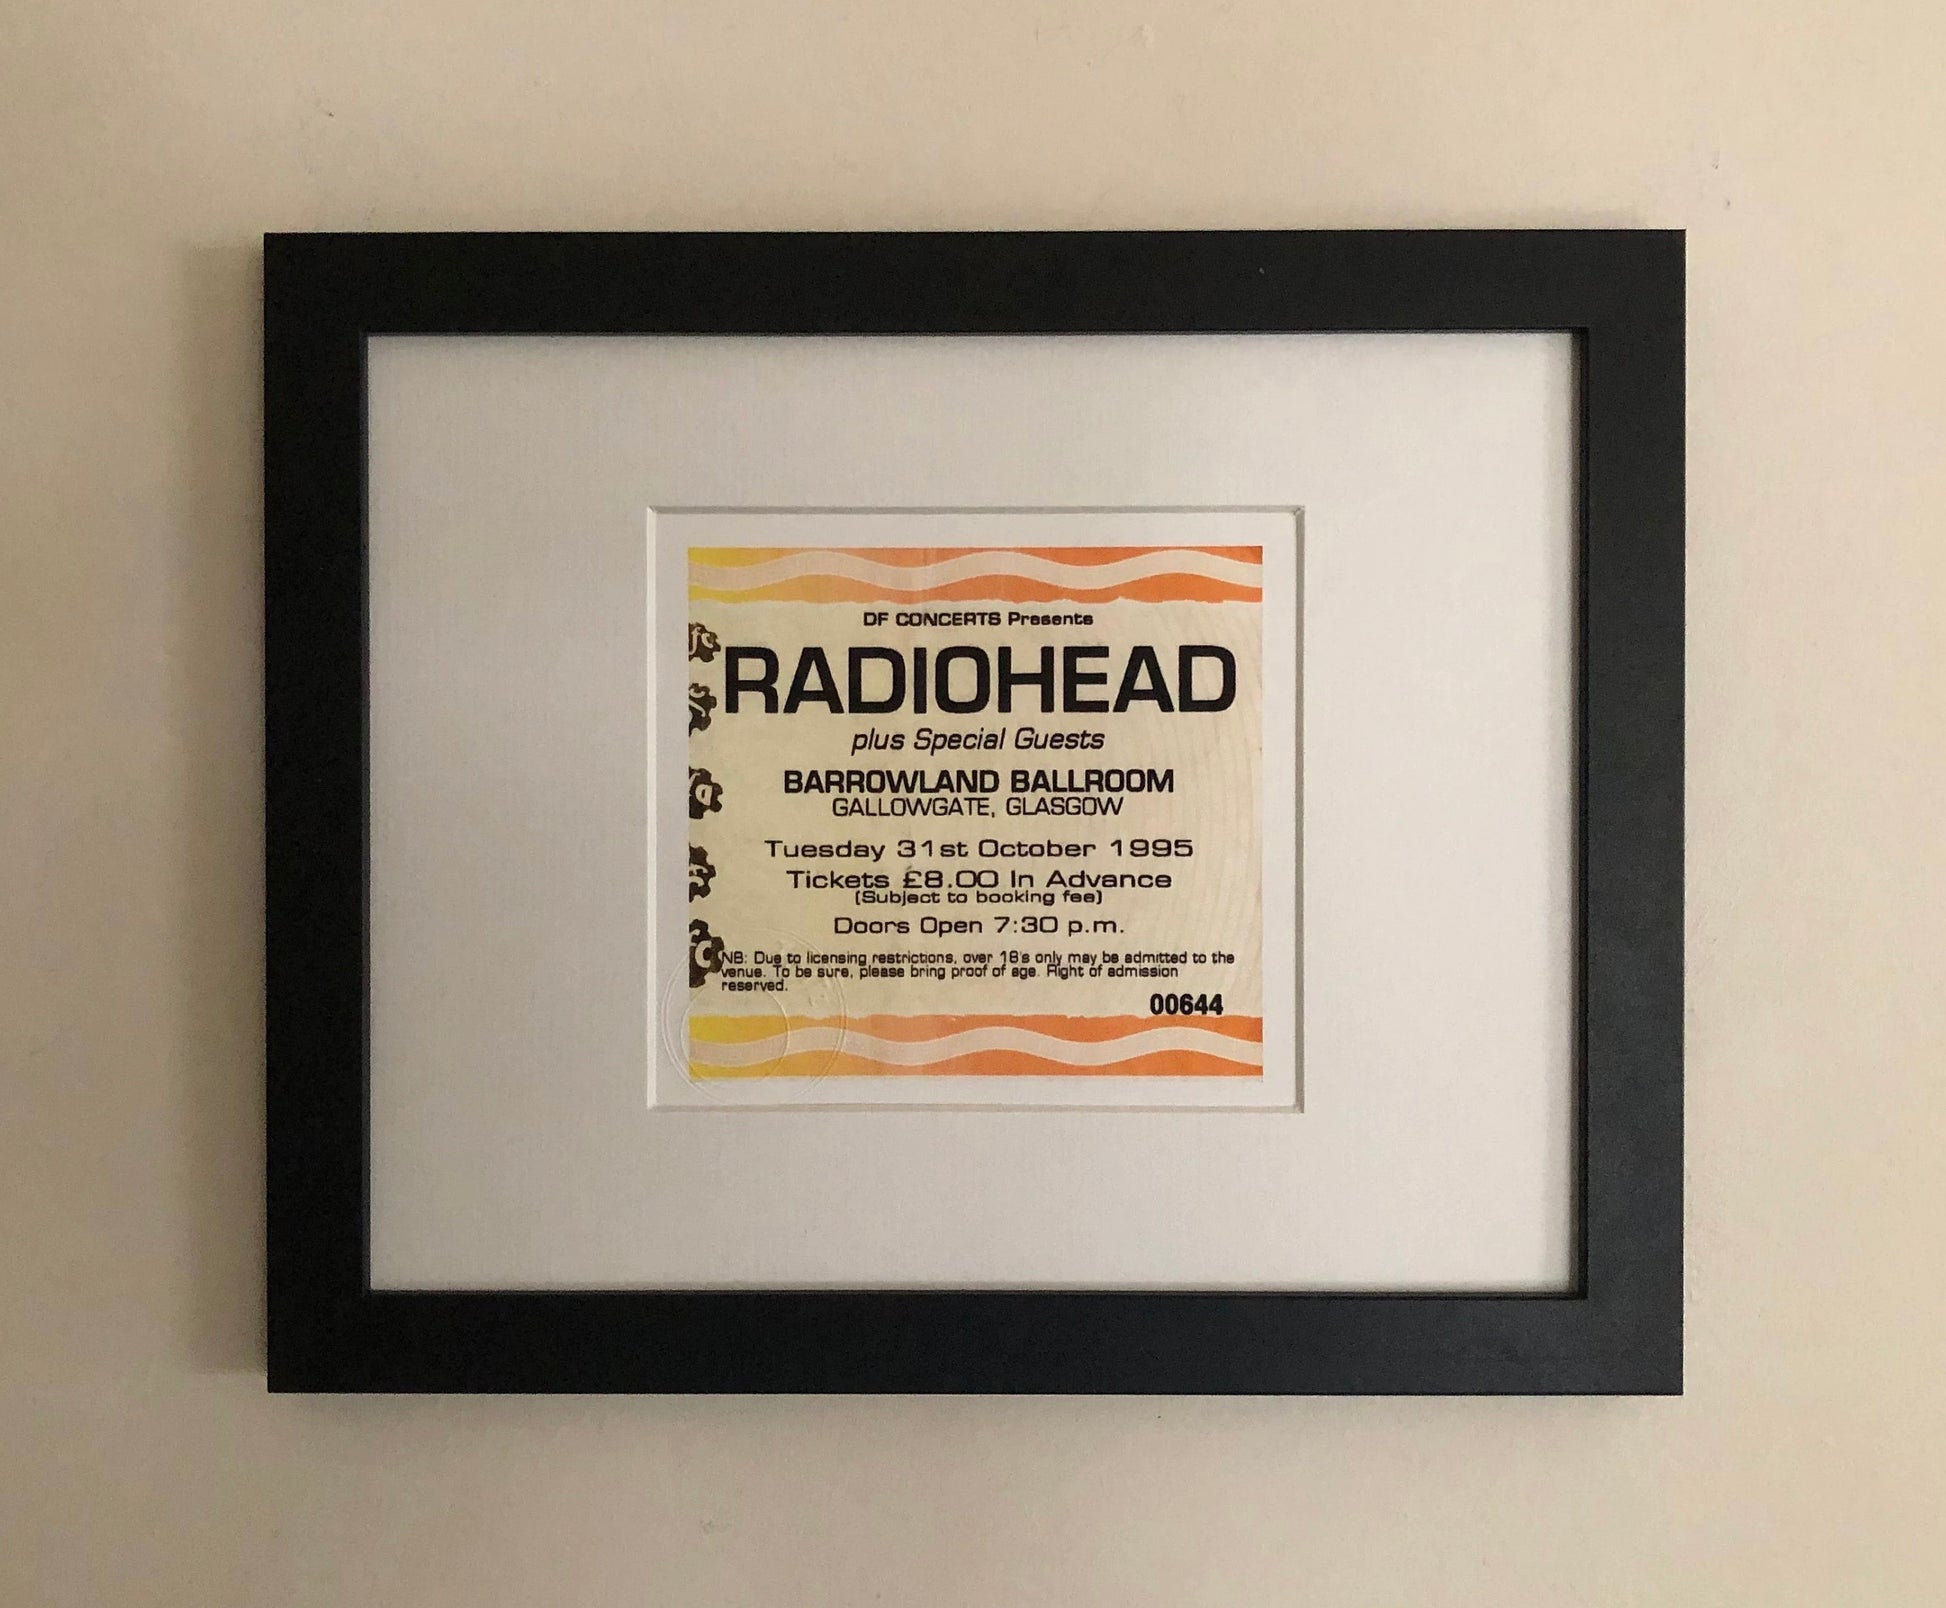 DF CONCERTS Presents
RADIOHEAD
plus Special Guests
BARROWLAND BALLROOM
GALLOWGATE, GLASGOW
Tuesday 31st October 1995
Tickets £8.00 In Advance
(Subject to booking fee)
Doors Open 7:30 p.m.
NB: Due to licensing restrictions, over 18's only may be admitted to the
venue. To be sure, please bring proof of age. Right of admission
reserved.
00644